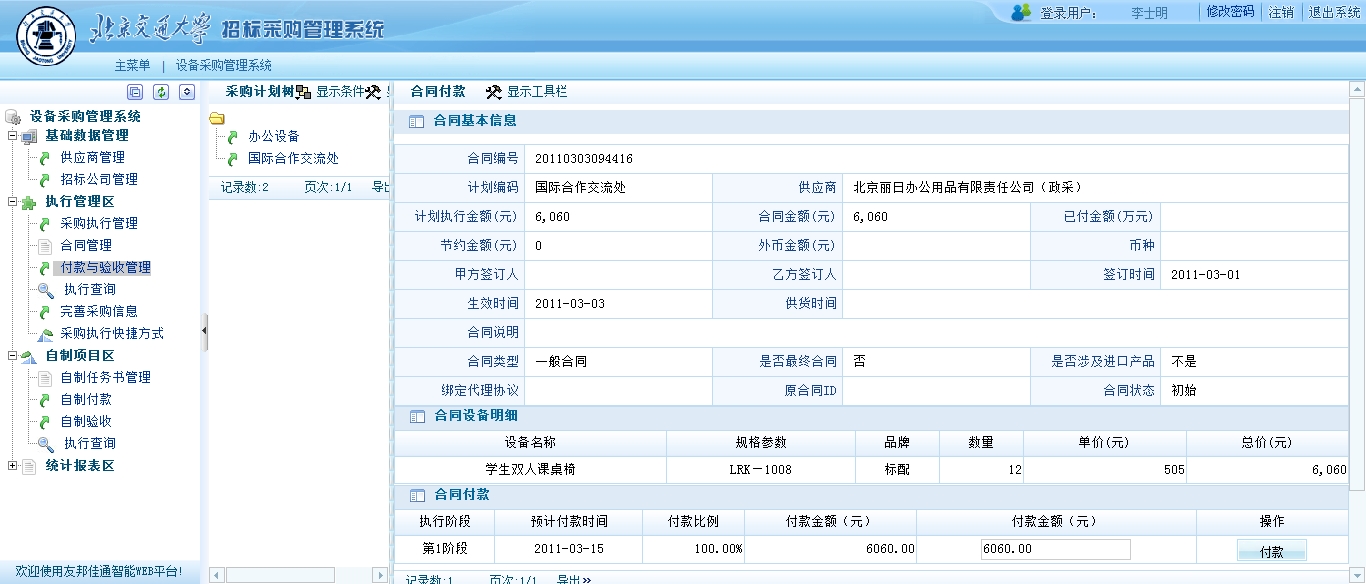 北京交通大学 招标采购管理系统
登录用户: 李士明 修改密码 注销 退出系统
主菜单 | 设备采购管理系统
设备采购管理系统
基础数据管理
供应商管理
招标公司管理
执行管理区
采购执行管理
合同管理
付款与验收管理
执行查询
完善采购信息
采购执行快捷方式
自制项目区
自制任务书管理
自制付款
自制验收
执行查询
统计报表区
欢迎使用友邦佳通智能WEB平台!
采购计划树 显示条件
办公设备
国际合作交流处
记录数:2 页次:1/1 导出
合同付款 显示工具栏
合同基本信息
合同编号 20110303094416
计划编码 国际合作交流处 供应商 北京丽日办公用品有限责任公司（政采）
计划执行金额(元) 6,060 合同金额(元) 6,060 已付金额(万元)
节约金额(元) 0 外币金额(元) 币种
甲方签订人 乙方签订人 签订时间 2011-03-01
生效时间 2011-03-03 供货时间
合同说明
合同类型 一般合同 是否最终合同 否 是否涉及进口产品 不是
绑定代理协议 原合同ID 合同状态 初始
合同设备明细
设备名称 规格参数 品牌 数量 单价(元) 总价(元)
学生双人课桌椅 LRK－1008 标配 12 505 6,060
合同付款
执行阶段 预计付款时间 付款比例 付款金额（元） 付款金额（元） 操作
第1阶段 2011-03-15 100.00% 6060.00 6060.00 付款
记录数:1 页次:1/1 导出»